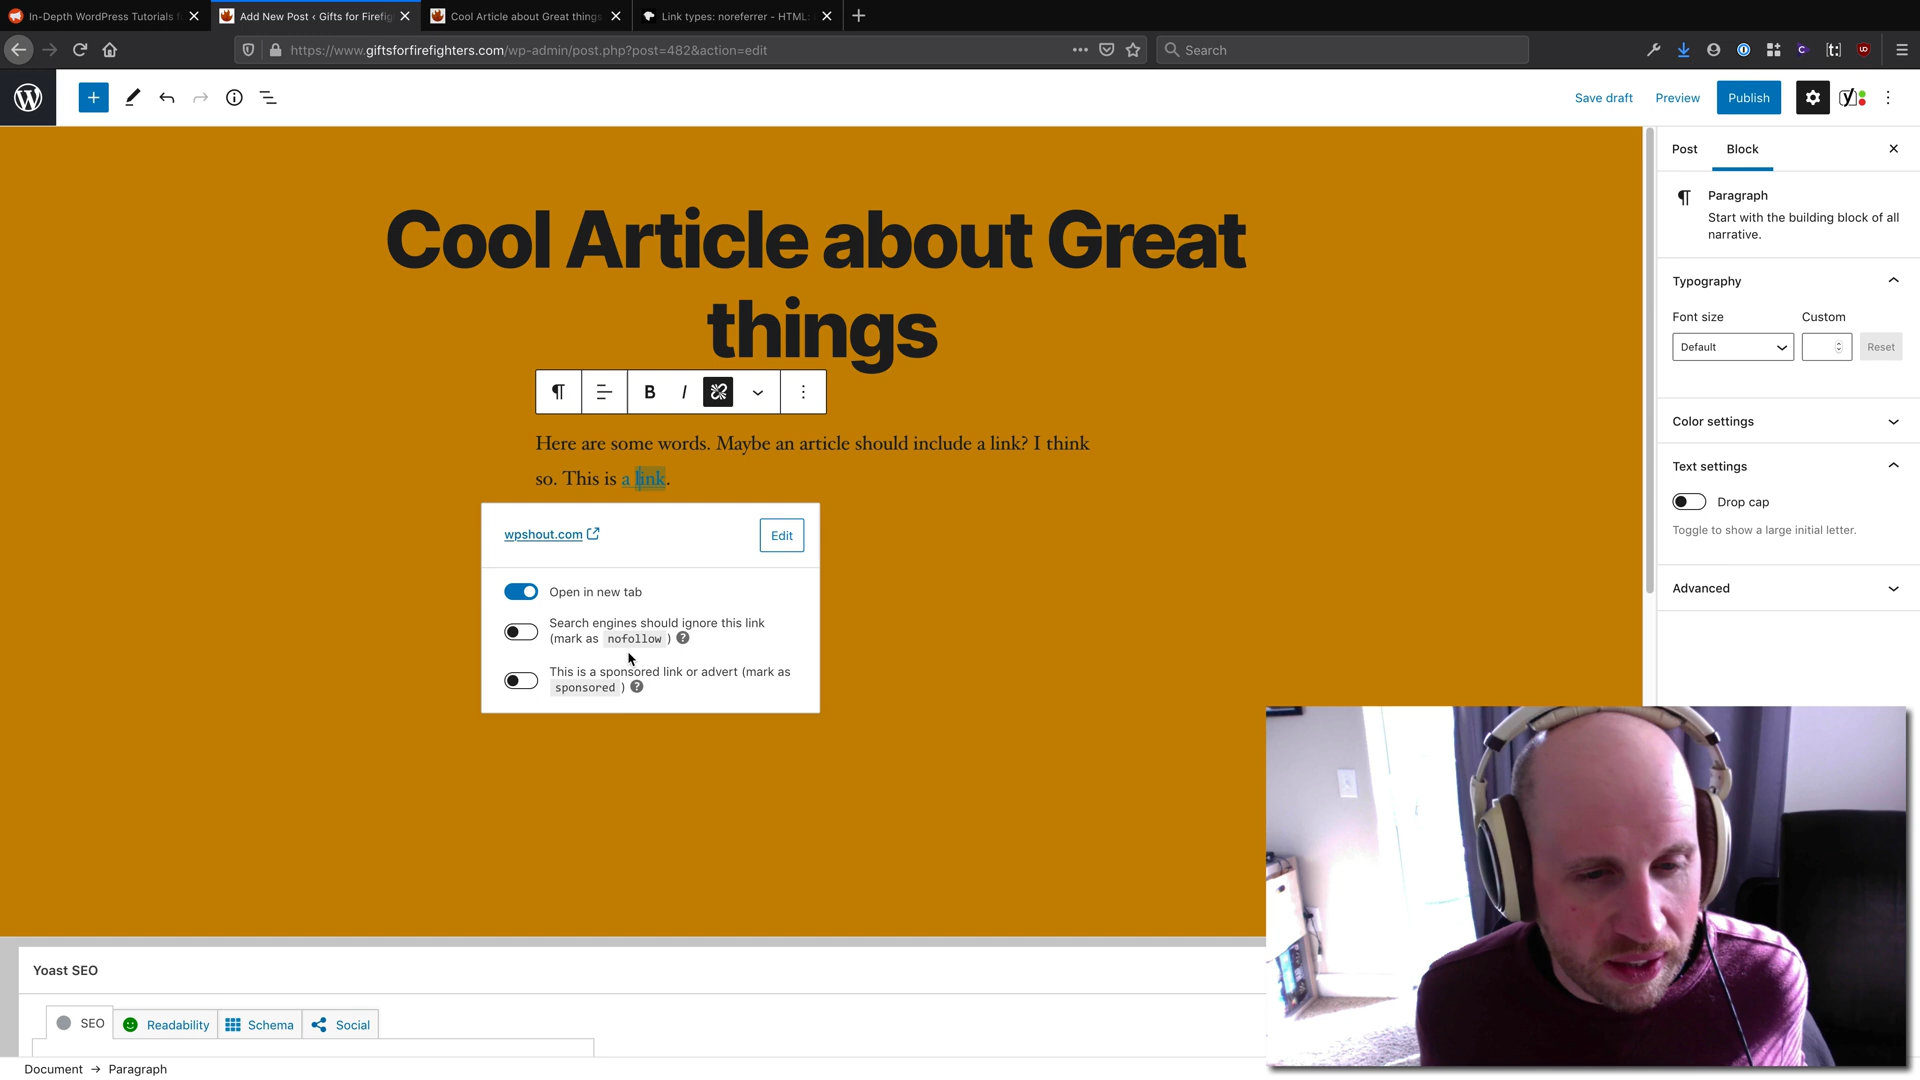 In-Depth WordPress Tutorials f
Add New Post ‹ Gifts for Firefig
Cool Article about Great things
Link types: noreferrer - HTML:
https://www.giftsforfirefighters.com/wp-admin/post.php?post=482&action=edit
Search
Save draft
Preview
Publish
Post
Block
Paragraph
Start with the building block of all
narrative.
Typography
Font size
Custom
Default
Reset
Color settings
Text settings
Drop cap
Toggle to show a large initial letter.
Advanced
Cool Article about Great
things
B
I
Here are some words. Maybe an article should include a link? I think
so. This is a link.
wpshout.com
Edit
Open in new tab
Search engines should ignore this link
(mark as nofollow ) ?
This is a sponsored link or advert (mark as
sponsored ) ?
Yoast SEO
SEO
Readability
Schema
Social
Document → Paragraph